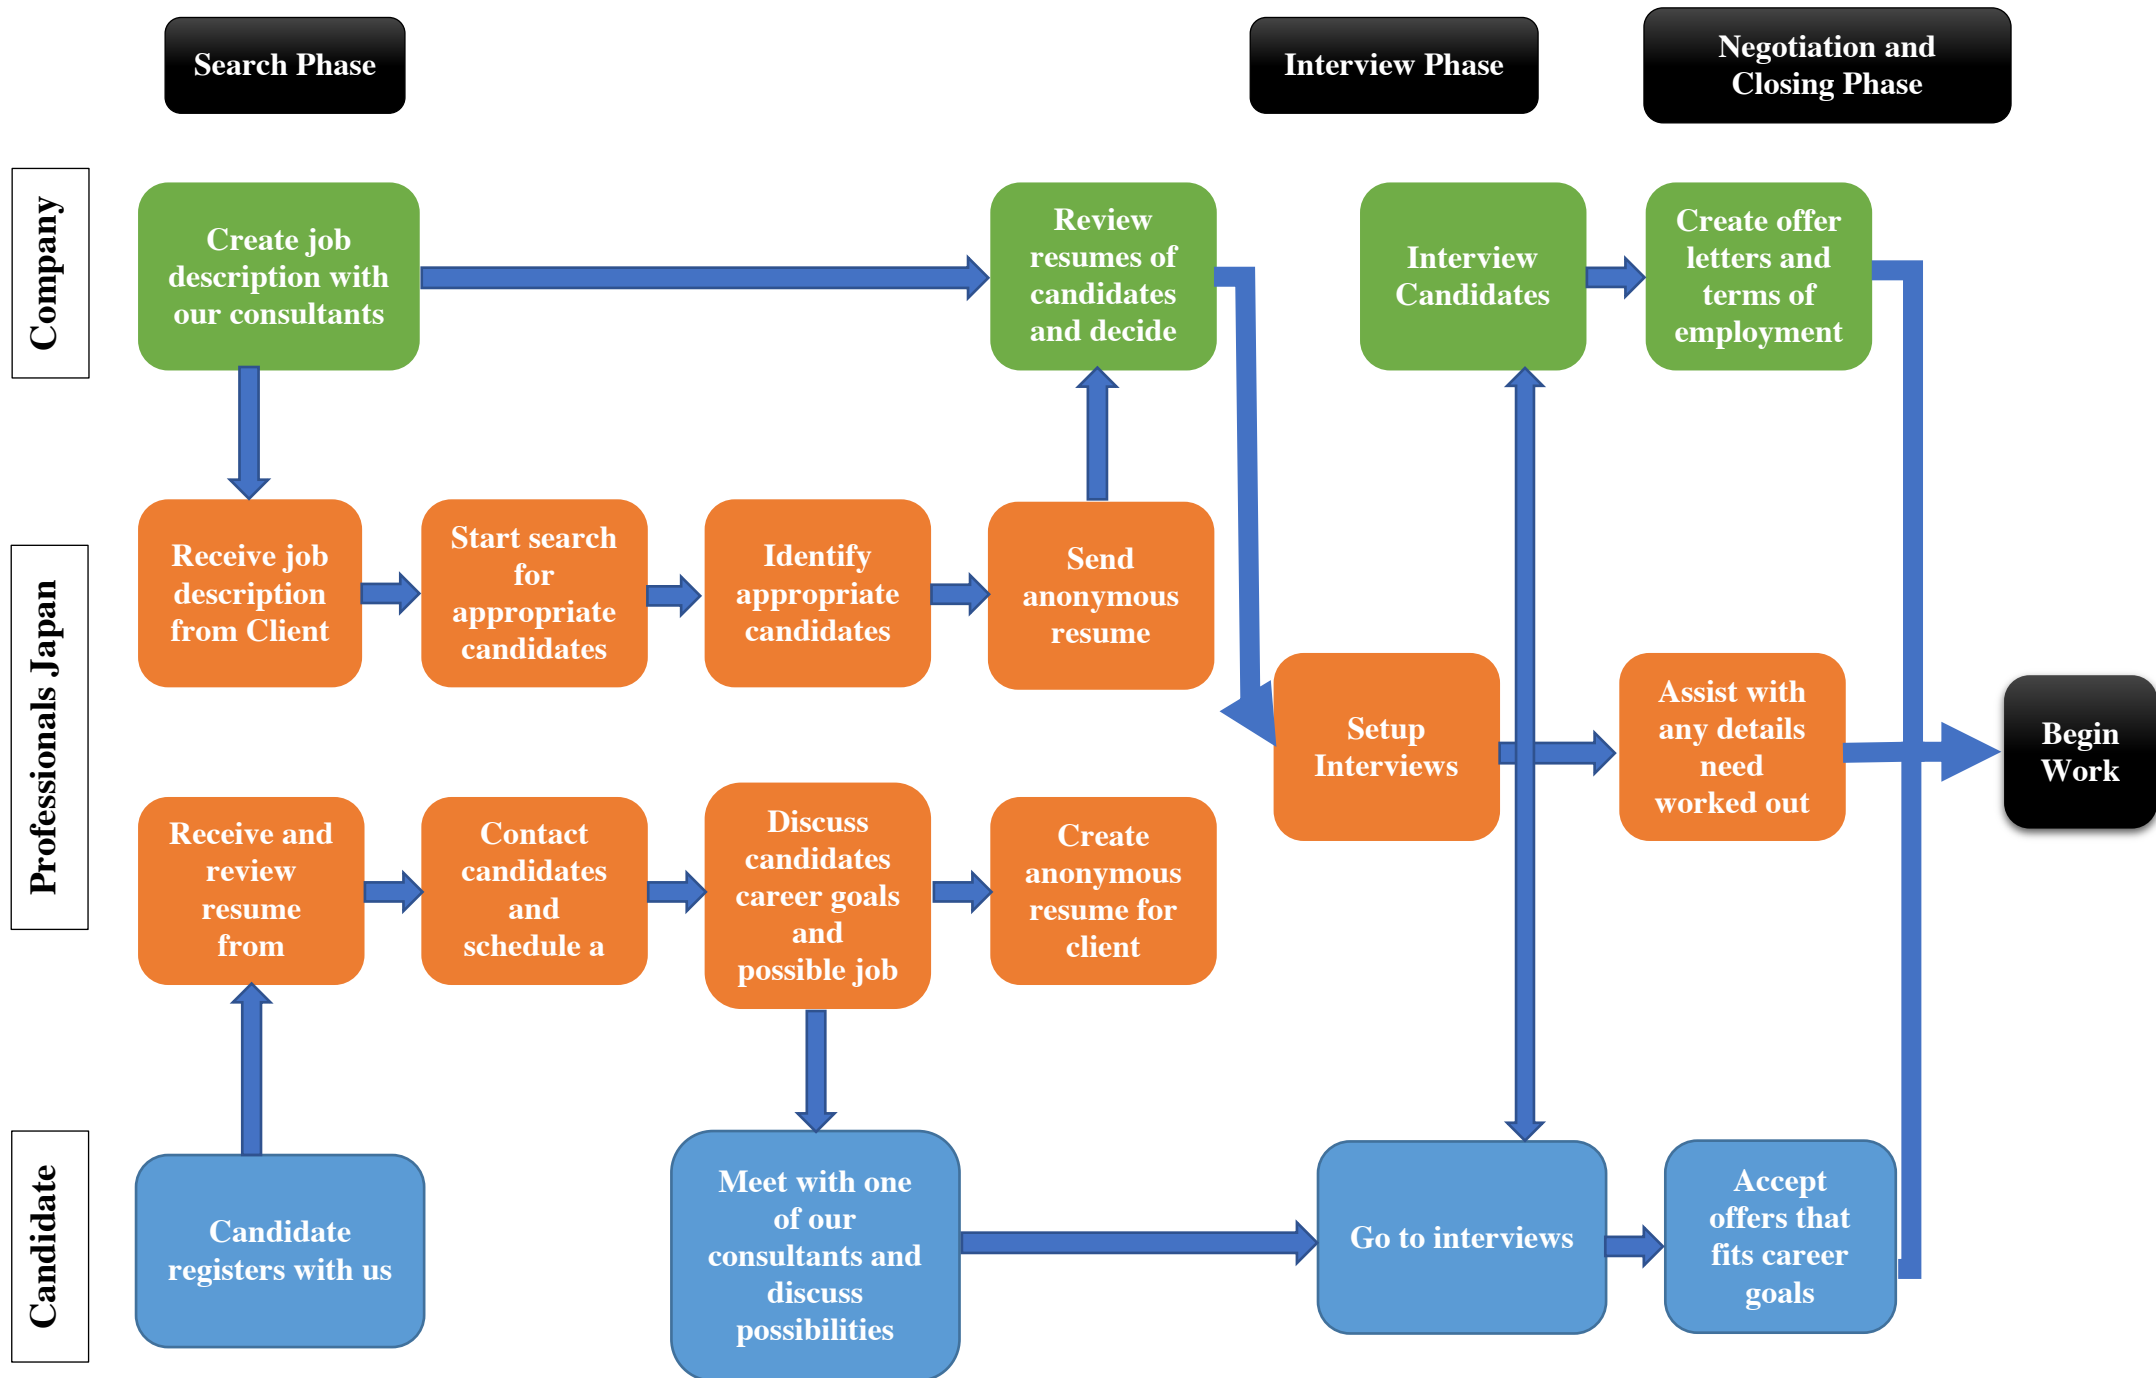 Search Phase
Interview Phase
Negotiation and
Closing Phase
Company
Create job
description with
our consultants
Review
resumes of
candidates
and decide
Interview
Candidates
Create offer
letters and
terms of
employment
Professionals Japan
Receive job
description
from Client
Start search
for
appropriate
candidates
Identify
appropriate
candidates
Send
anonymous
resume
Setup
Interviews
Assist with
any details
need
worked out
Begin
Work
Receive and
review
resume
from
Contact
candidates
and
schedule a
Discuss
candidates
career goals
and
possible job
Create
anonymous
resume for
client
Candidate
Candidate
registers with us
Meet with one
of our
consultants and
discuss
possibilities
Go to interviews
Accept
offers that
fits career
goals